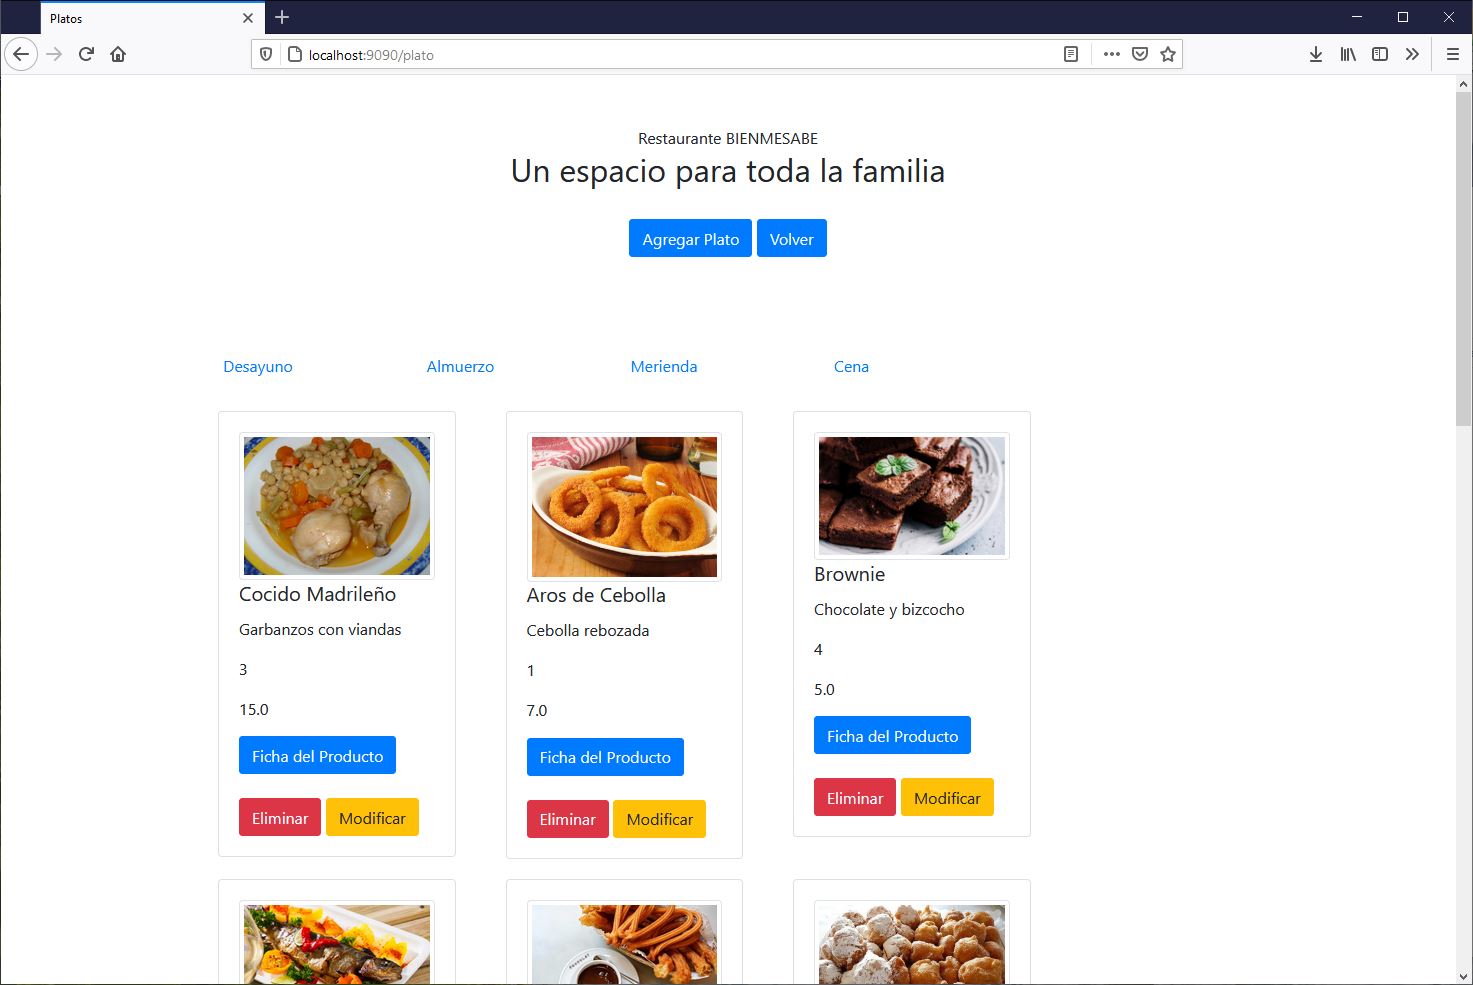 Platos
localhost:9090/plato
Restaurante BIENMESABE
Un espacio para toda la familia
Agregar Plato Volver
Desayuno Almuerzo Merienda Cena
Cocido Madrileño
Garbanzos con viandas
3
15.0
Ficha del Producto
Eliminar Modificar
Aros de Cebolla
Cebolla rebozada
1
7.0
Ficha del Producto
Eliminar Modificar
Brownie
Chocolate y bizcocho
4
5.0
Ficha del Producto
Eliminar Modificar